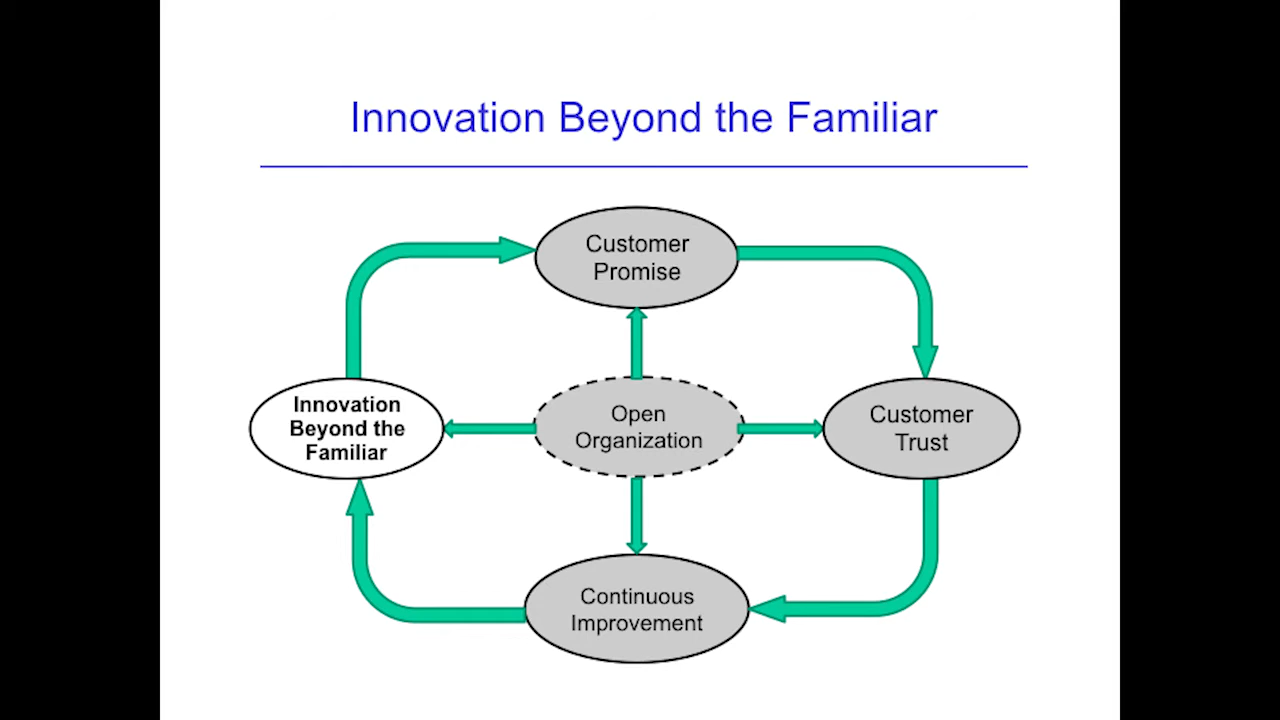 Innovation Beyond the Familiar
Customer
Promise
Innovation
Beyond the
Familiar
Open
Organization
Customer
Trust
Continuous
Improvement